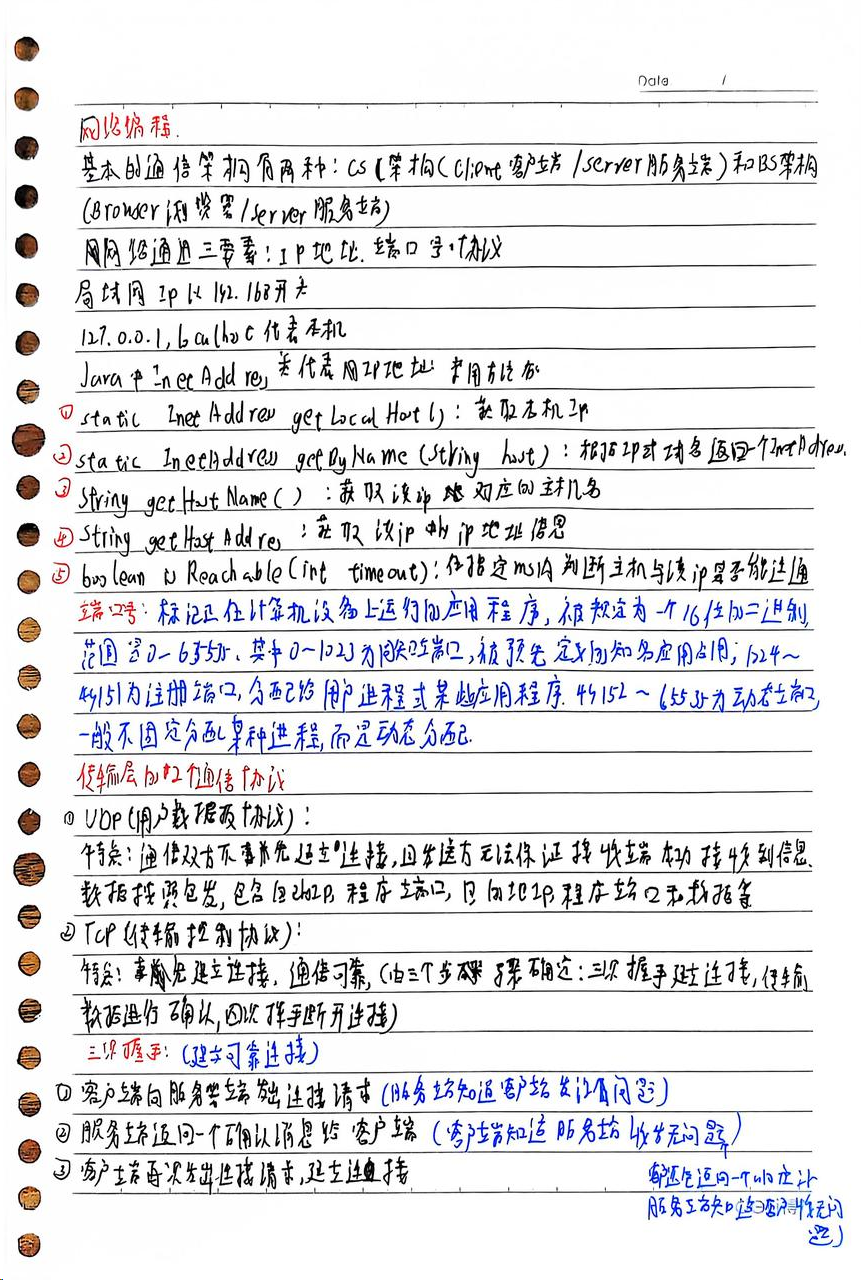 Date /
网络编程.
基本的通信架构有两种: CS架构(Client客户端/server服务端)和BS架构
(Browser浏览器/server服务端)
网络通迅三要素: IP地址. 端口号. 协议
局域网 Ip 以 192.168开头
127.0.0.1, localhost 代表本机
Java中InetAddress类代表IP地址 常用方法如
① static InetAddress getLocalHost(): 获取本机Ip
② static InetAddress getByName (String host): 根据IP或域名返回一个InetAddress.
③ String getHostName(): 获取该ip地对应的主机名
④ String getHostAddress: 获取该ip的ip地址信息
⑤ boolean isReachable(int timeout): 在指定ms内判断主机与该ip是否能连通
端口号: 标记正在计算机设备上运行的应用程序, 被规定为一个16位的二进制,
范围是0~65535. 其中0~1023为周知端口, 被预先定义的知名应用占用; 1024~
49151为注册端口, 分配给用户进程或某些应用程序. 49152~65535为动态端口,
一般不固定分配某种进程, 而是动态分配.
传输层的2个通信协议
① UDP(用户数据报协议):
特点: 通信双方不事先建立连接, 且发送方无法保证接收端成功接收到信息.
数据按照包发, 包含自己的IP, 程序端口, 目的地IP, 程序端口和数据等
② TCP (传输控制协议):
特点: 事先建立连接, 通信可靠, (由三个步骤确定: 三次握手建立连接, 传输
数据进行确认, 四次挥手断开连接)
三次握手: (建立可靠连接)
① 客户端向服务端发出连接请求 (服务端知道客户端发没有问题)
② 服务端返回一个确认消息给客户端 (客户端知道服务端收发无问题)
③ 客户端再次发出连接请求, 建立连接
服务端知道客户收无问
题)